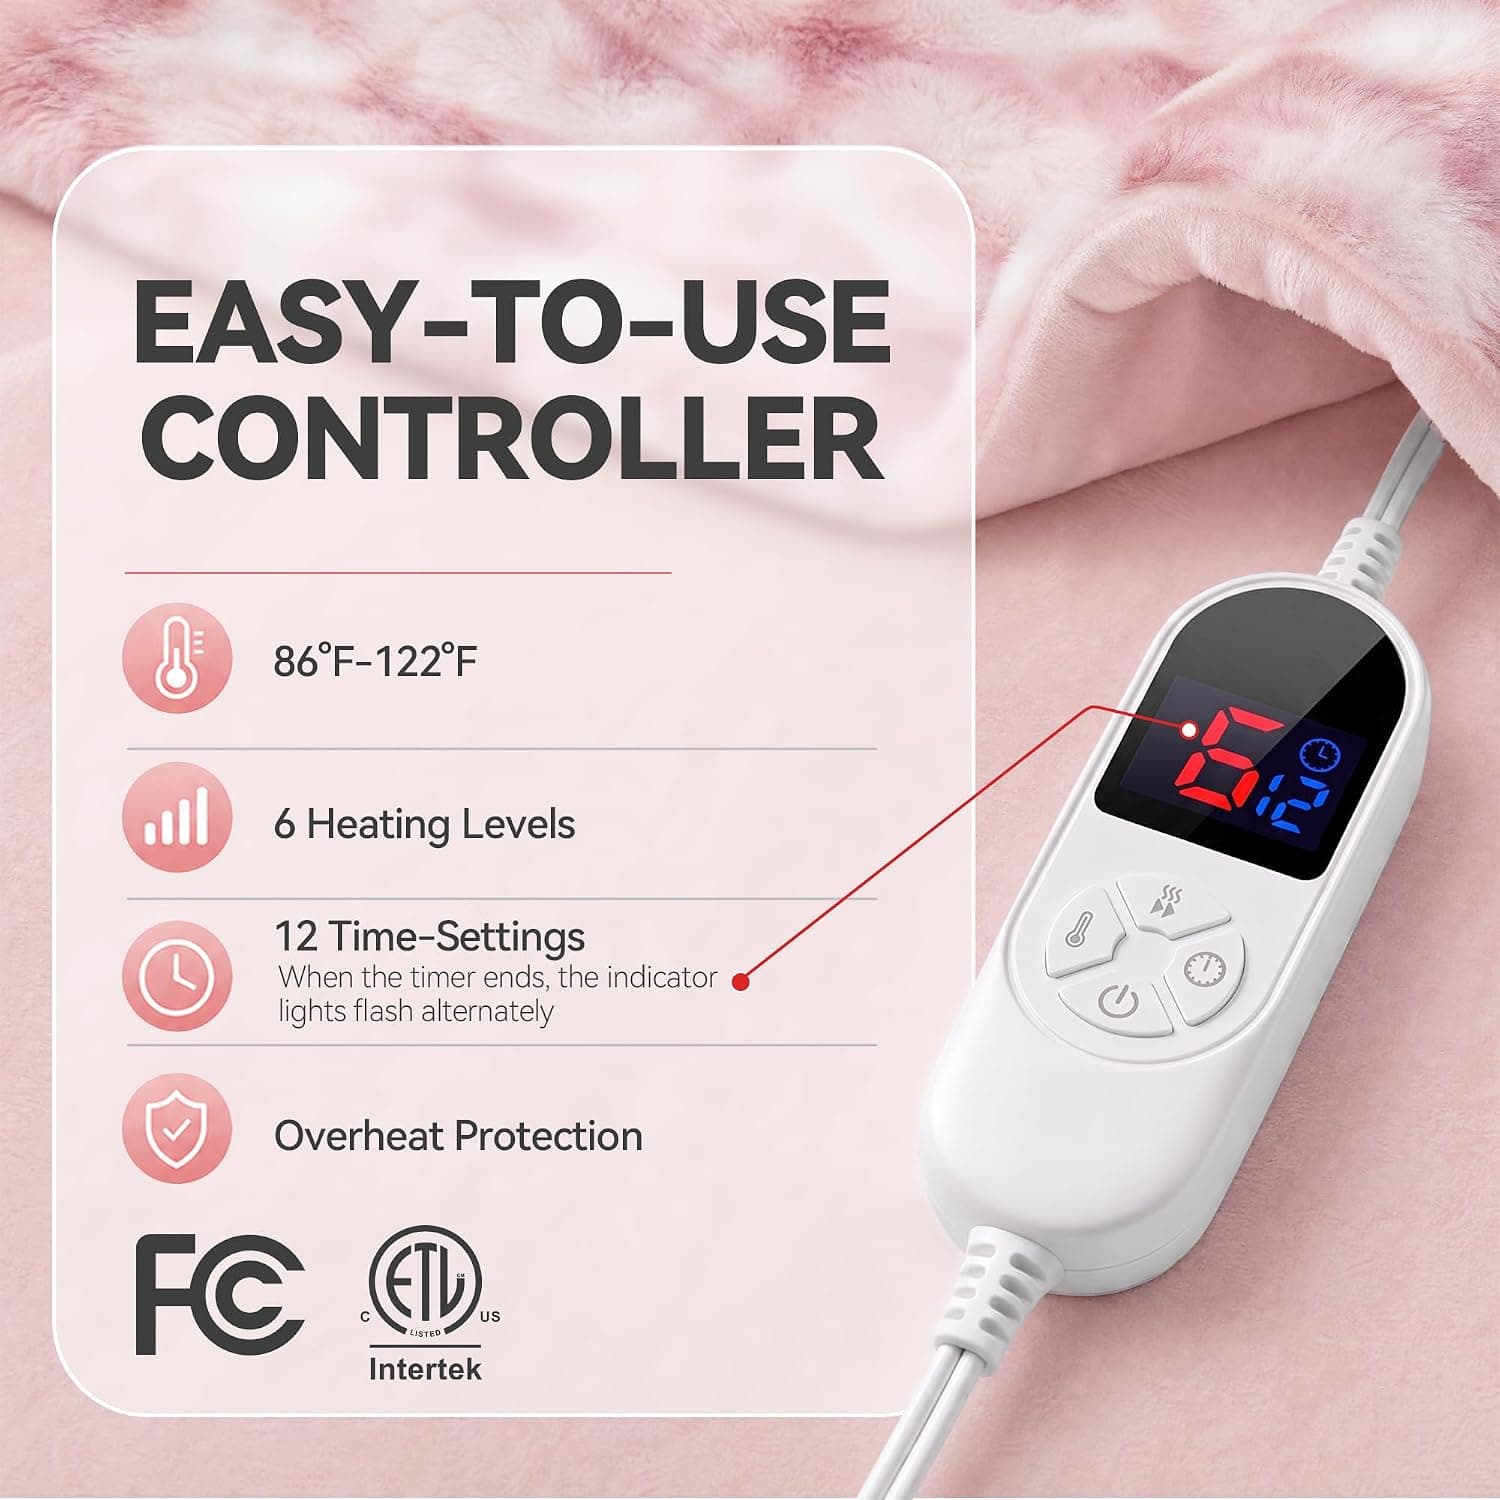 EASY-TO-USE
CONTROLLER
86°F-122°F
6 Heating Levels
12 Time-Settings
When the timer ends, the indicator
lights flash alternately
Overheat Protection
FC
ETL CM
C US
LISTED
Intertek
6
12